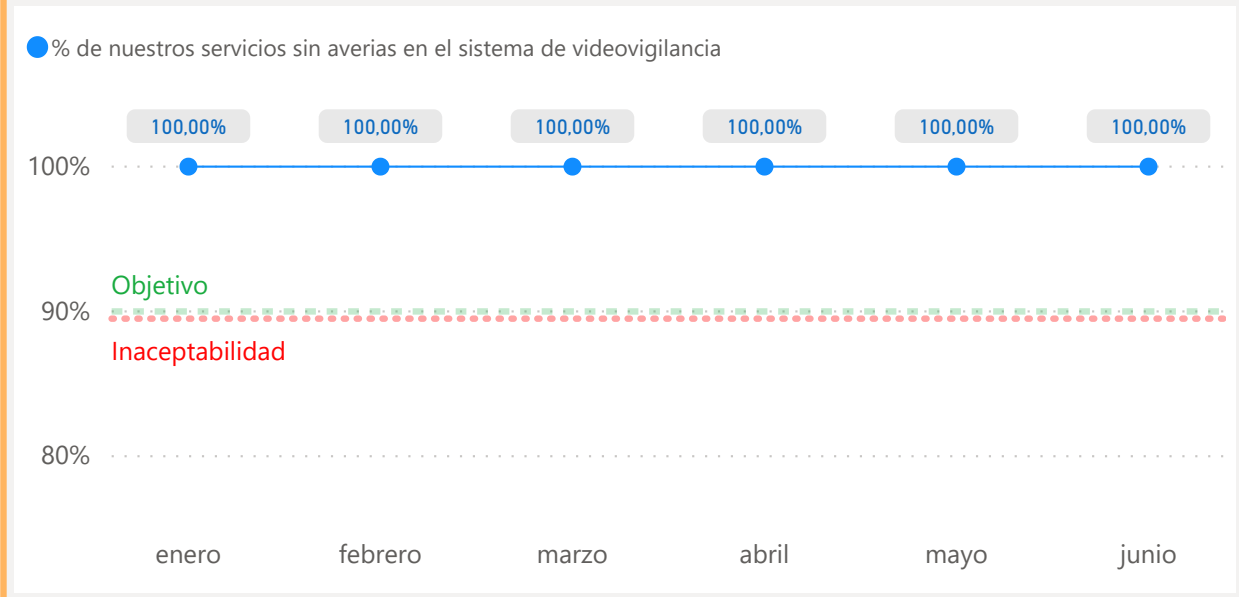 % de nuestros servicios sin averias en el sistema de videovigilancia
100,00% 100,00% 100,00% 100,00% 100,00% 100,00%
100%
Objetivo
90%
Inaceptabilidad
80%
enero febrero marzo abril mayo junio